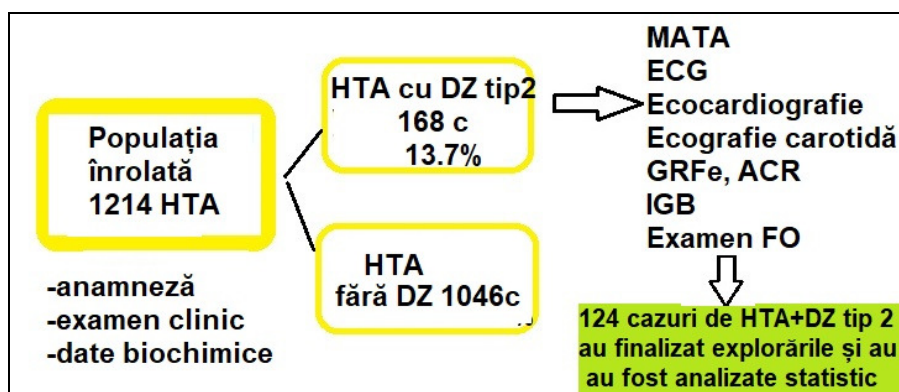 Populația
înrolată
1214 HTA
-anamneză
-examen clinic
-date biochimice
HTA cu DZ tip2
168 c
13.7%
HTA
fără DZ 1046c
MATA
ECG
Ecocardiografie
Ecografie carotidă
GRFe, ACR
IGB
Examen FO
124 cazuri de HTA+DZ tip 2
au finalizat explorările și au
au fost analizate statistic